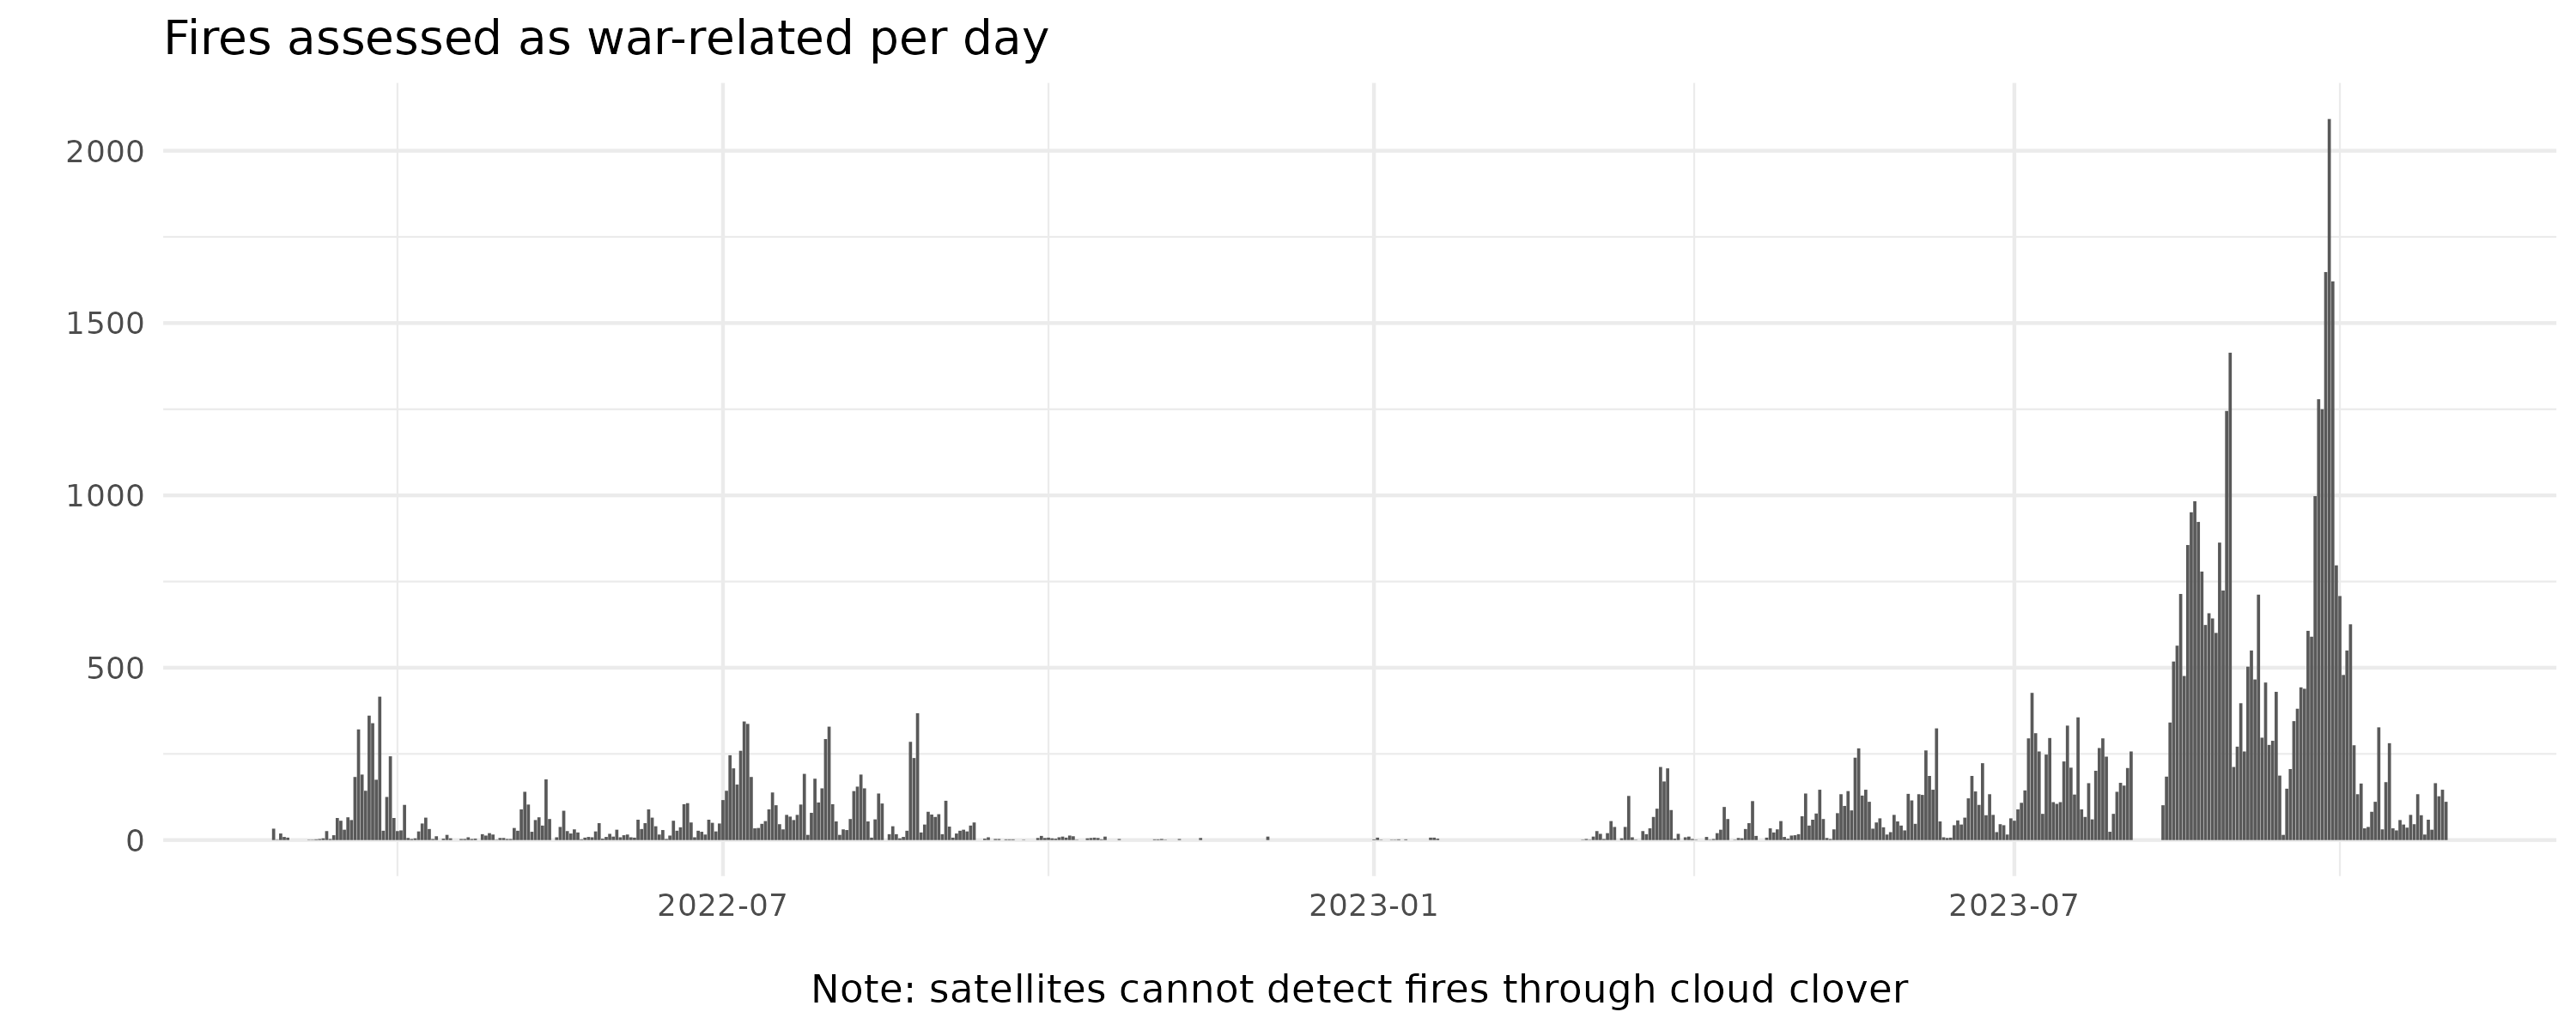 Fires assessed as war-related per day
2000
1500
1000
500
0
2022-07 2023-01 2023-07
Note: satellites cannot detect fires through cloud clover